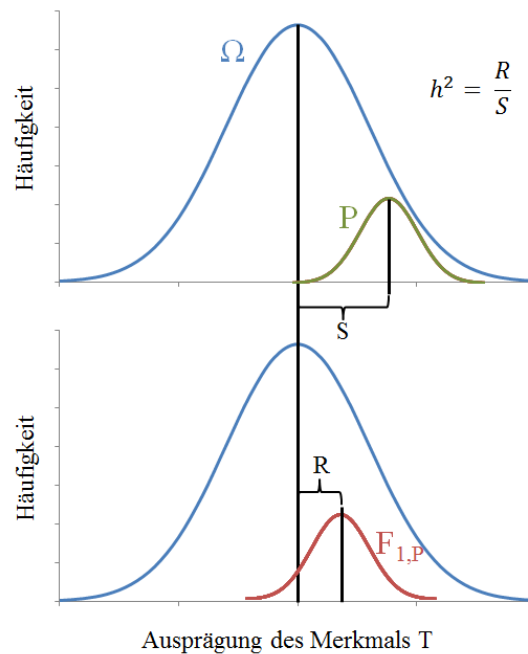 Häufigkeit
Ω
P
h² = R/S
S
Häufigkeit
R
F₁,P
Ausprägung des Merkmals T